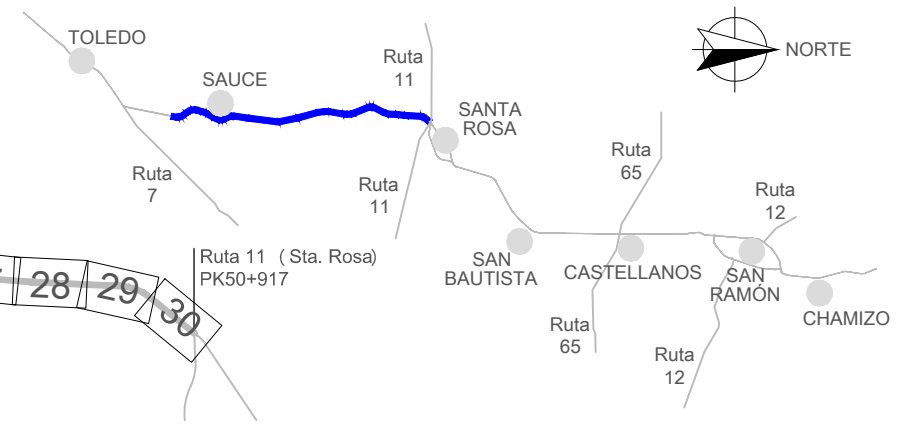 TOLEDO
NORTE
Ruta
11
SAUCE
SANTA
ROSA
Ruta
65
Ruta
7
Ruta
11
Ruta
12
Ruta 11 ( Sta. Rosa)
PK50+917
SAN
BAUTISTA
CASTELLANOS
SAN
RAMÓN
28
29
30
CHAMIZO
Ruta
65
Ruta
12